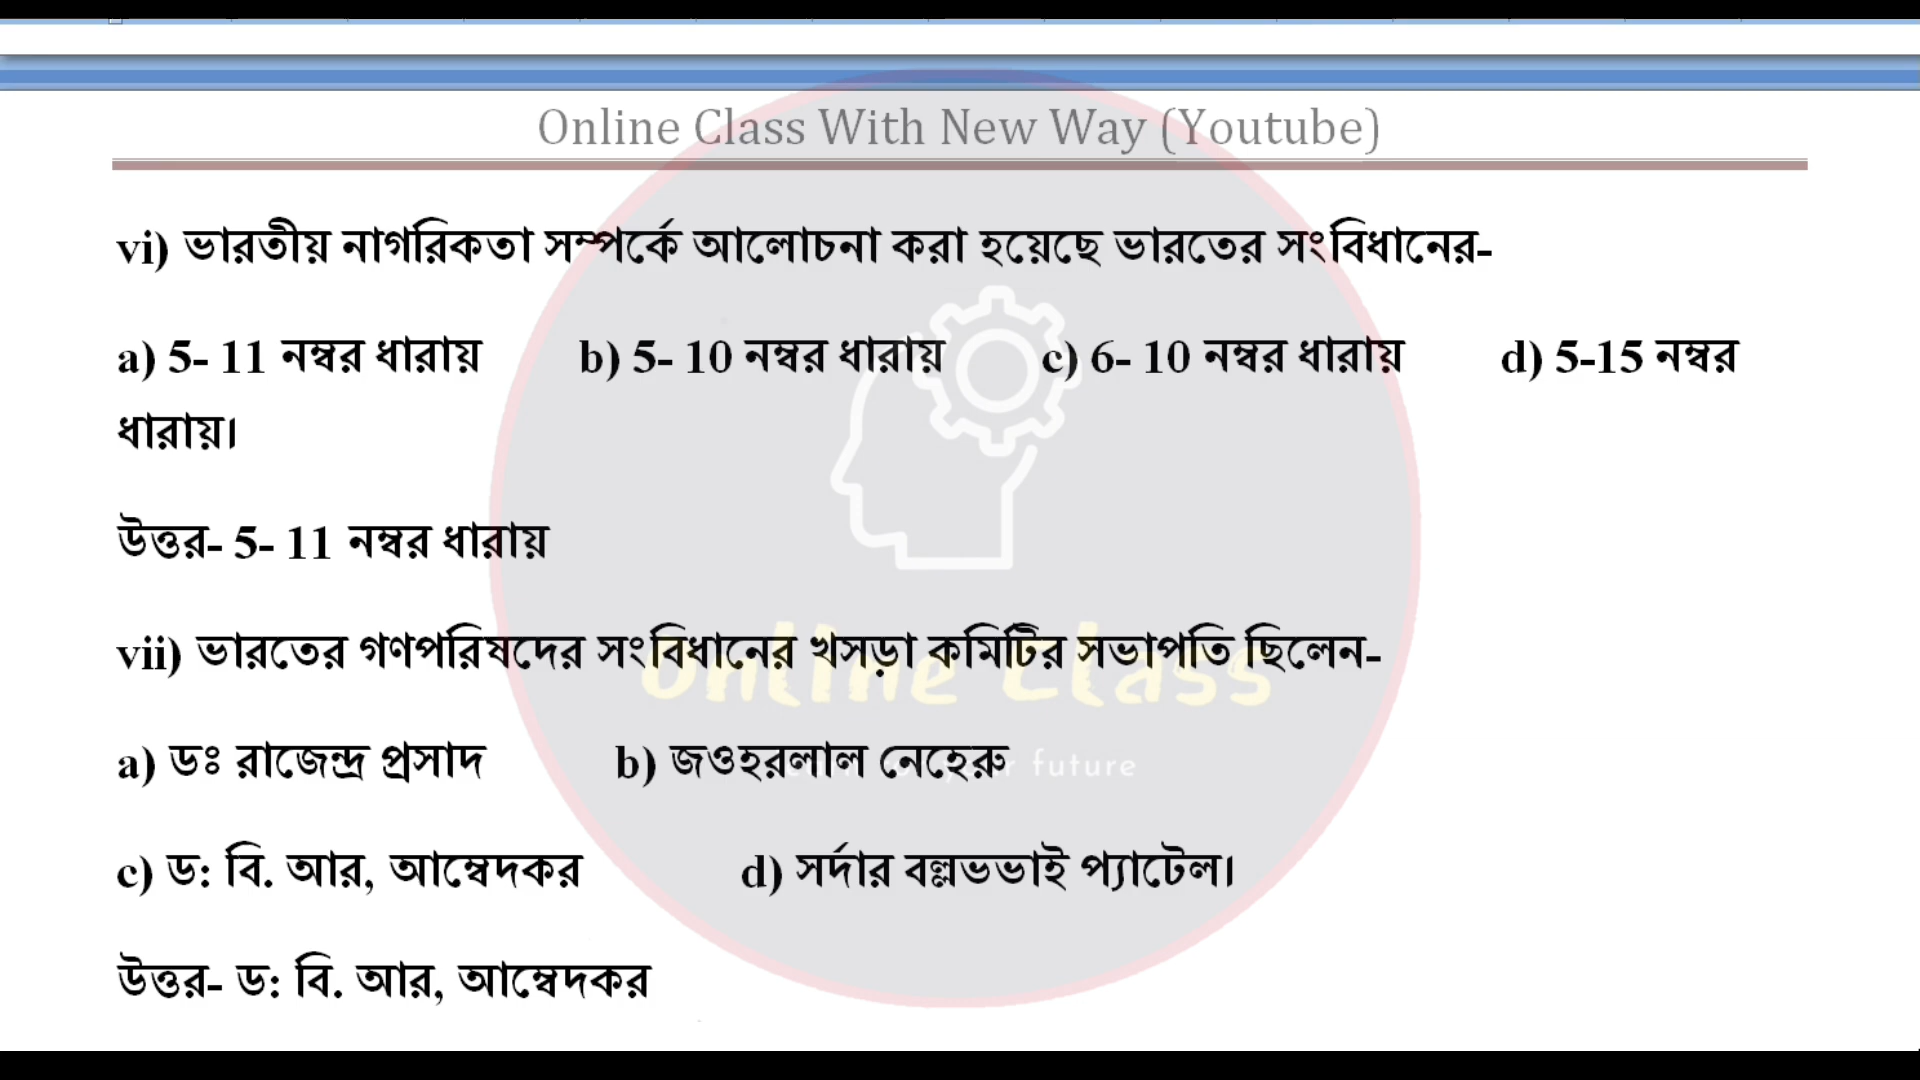 Online Class With New Way (Youtube)
vi) ভারতীয় নাগরিকতা সম্পর্কে আলোচনা করা হয়েছে ভারতের সংবিধানের-
a) 5- 11 নম্বর ধারায় b) 5- 10 নম্বর ধারায় c) 6- 10 নম্বর ধারায় d) 5-15 নম্বর
ধারায়।
উত্তর- 5- 11 নম্বর ধারায়
vii) ভারতের গণপরিষদের সংবিধানের খসড়া কমিটির সভাপতি ছিলেন-
Online Class
a) ডঃ রাজেন্দ্র প্রসাদ b) জওহরলাল নেহেরু
future
c) ড: বি. আর, আম্বেদকর d) সর্দার বল্লভভাই প্যাটেল।
উত্তর- ড: বি. আর, আম্বেদকর